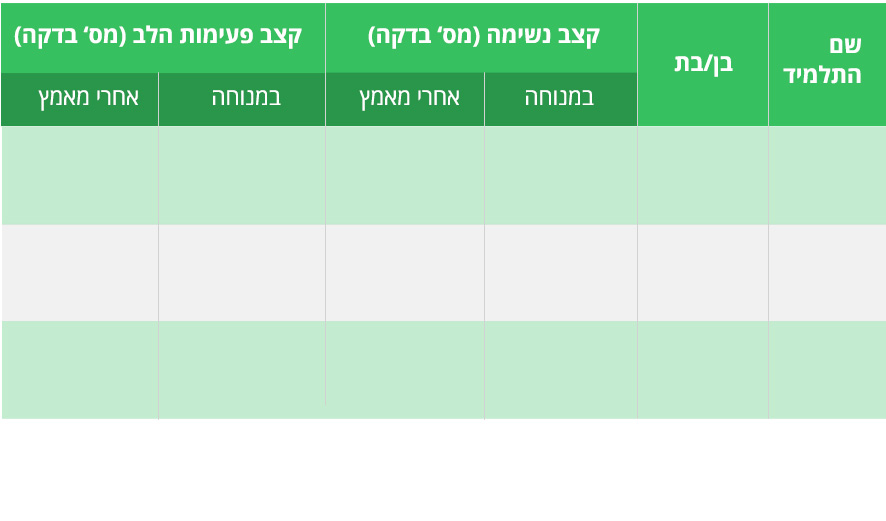 שם
התלמיד
בן/בת
קצב נשימה (מס׳ בדקה)
קצב פעימות הלב (מס׳ בדקה)
במנוחה
אחרי מאמץ
במנוחה
אחרי מאמץ